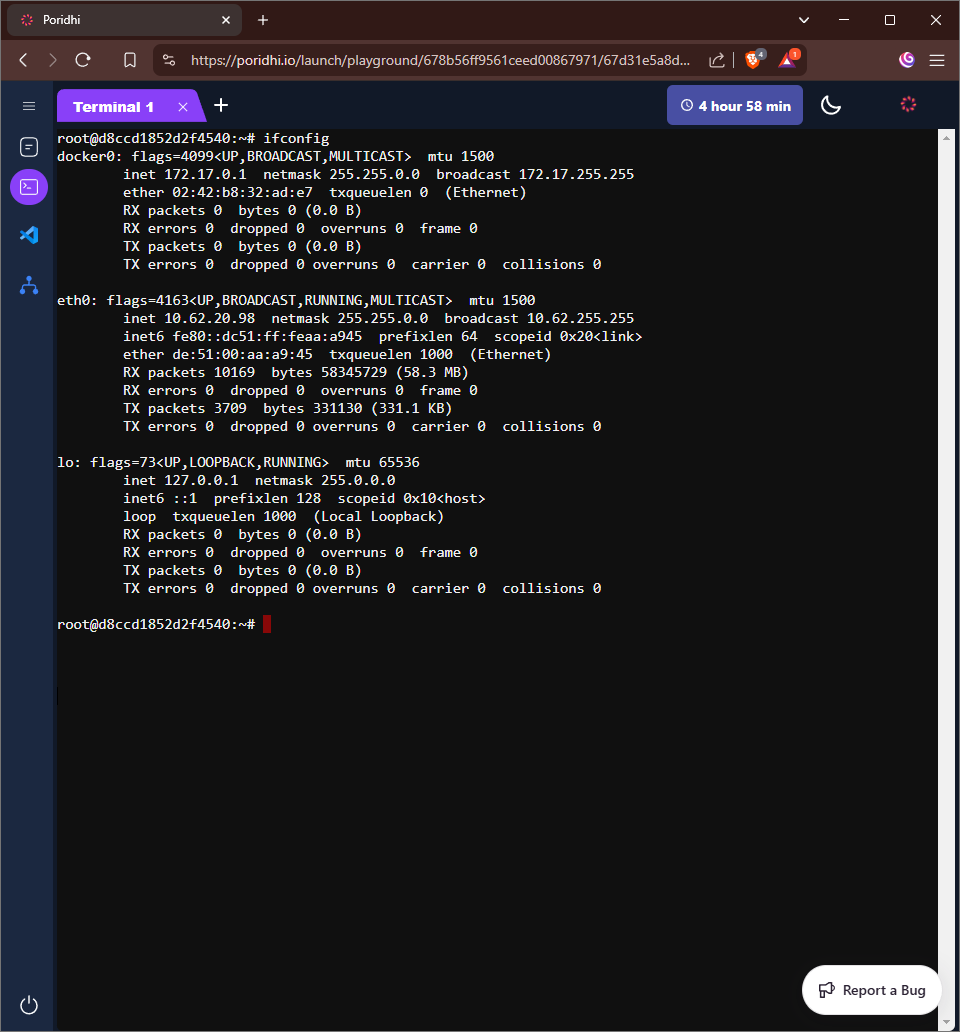 Poridhi
https://poridhi.io/launch/playground/678b56ff9561ceed00867971/67d31e5a8d...
4
1
Terminal 1
4 hour 58 min
root@d8ccd1852d2f4540:~# ifconfig
docker0: flags=4099<UP,BROADCAST,MULTICAST>  mtu 1500
        inet 172.17.0.1  netmask 255.255.0.0  broadcast 172.17.255.255
        ether 02:42:b8:32:ad:e7  txqueuelen 0  (Ethernet)
        RX packets 0  bytes 0 (0.0 B)
        RX errors 0  dropped 0  overruns 0  frame 0
        TX packets 0  bytes 0 (0.0 B)
        TX errors 0  dropped 0 overruns 0  carrier 0  collisions 0

eth0: flags=4163<UP,BROADCAST,RUNNING,MULTICAST>  mtu 1500
        inet 10.62.20.98  netmask 255.255.0.0  broadcast 10.62.255.255
        inet6 fe80::dc51:ff:feaa:a945  prefixlen 64  scopeid 0x20<link>
        ether de:51:00:aa:a9:45  txqueuelen 1000  (Ethernet)
        RX packets 10169  bytes 58345729 (58.3 MB)
        RX errors 0  dropped 0  overruns 0  frame 0
        TX packets 3709  bytes 331130 (331.1 KB)
        TX errors 0  dropped 0 overruns 0  carrier 0  collisions 0

lo: flags=73<UP,LOOPBACK,RUNNING>  mtu 65536
        inet 127.0.0.1  netmask 255.0.0.0
        inet6 ::1  prefixlen 128  scopeid 0x10<host>
        loop  txqueuelen 1000  (Local Loopback)
        RX packets 0  bytes 0 (0.0 B)
        RX errors 0  dropped 0  overruns 0  frame 0
        TX packets 0  bytes 0 (0.0 B)
        TX errors 0  dropped 0 overruns 0  carrier 0  collisions 0

root@d8ccd1852d2f4540:~#
Report a Bug